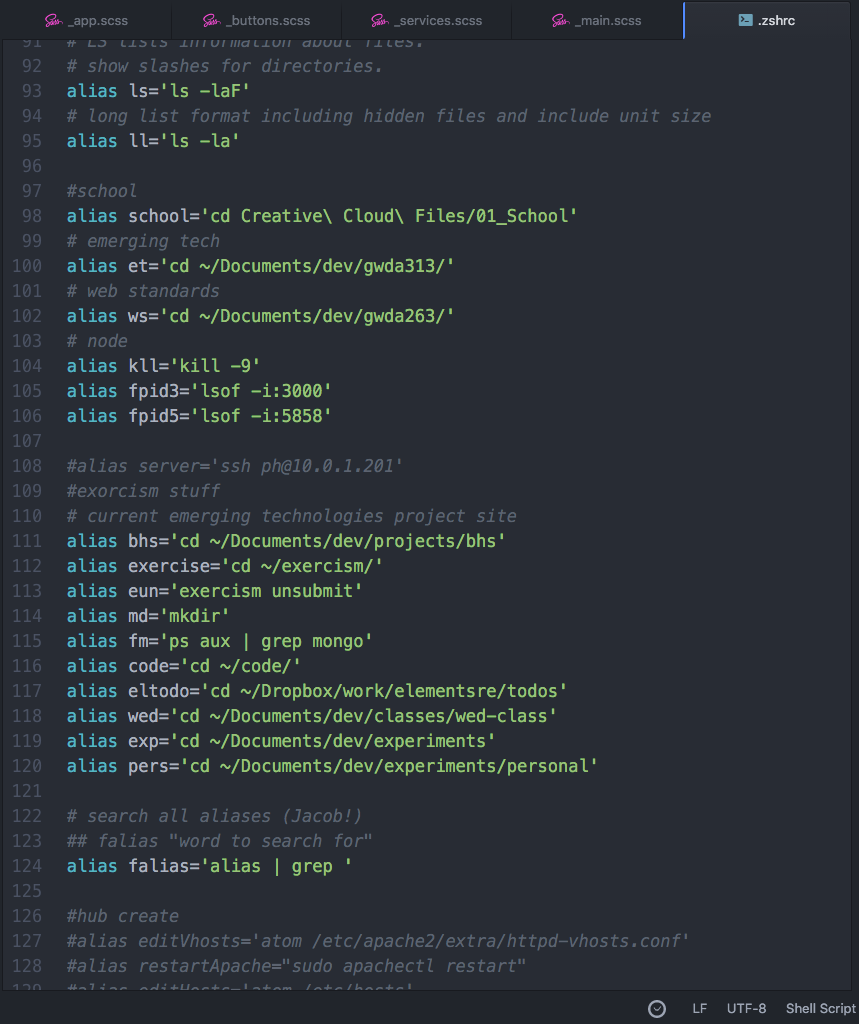 _app.scss _buttons.scss _services.scss _main.scss .zshrc
91 # LS lists information about files.
92 # show slashes for directories.
93 alias ls='ls -laF'
94 # long list format including hidden files and include unit size
95 alias ll='ls -la'
96
97 #school
98 alias school='cd Creative\ Cloud\ Files/01_School'
99 # emerging tech
100 alias et='cd ~/Documents/dev/gwda313/'
101 # web standards
102 alias ws='cd ~/Documents/dev/gwda263/'
103 # node
104 alias kll='kill -9'
105 alias fpid3='lsof -i:3000'
106 alias fpid5='lsof -i:5858'
107
108 #alias server='ssh ph@10.0.1.201'
109 #exorcism stuff
110 # current emerging technologies project site
111 alias bhs='cd ~/Documents/dev/projects/bhs'
112 alias exercise='cd ~/exercism/'
113 alias eun='exercism unsubmit'
114 alias md='mkdir'
115 alias fm='ps aux | grep mongo'
116 alias code='cd ~/code/'
117 alias eltodo='cd ~/Dropbox/work/elementsre/todos'
118 alias wed='cd ~/Documents/dev/classes/wed-class'
119 alias exp='cd ~/Documents/dev/experiments'
120 alias pers='cd ~/Documents/dev/experiments/personal'
121
122 # search all aliases (Jacob!)
123 ## falias "word to search for"
124 alias falias='alias | grep '
125
126 #hub create
127 #alias editVhosts='atom /etc/apache2/extra/httpd-vhosts.conf'
128 #alias restartApache="sudo apachectl restart"
129 #alias editHosts='atom /etc/hosts'
LF UTF-8 Shell Script